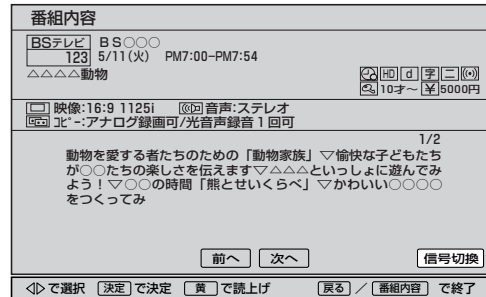 番組内容
BSテレビ BS○○○
123 5/11(火) PM7:00-PM7:54
△△△△動物
HD d 字 二
10才～ ¥5000円
映像:16:9 1125i 音声:ステレオ
コピｰ:アナログ録画可/光音声録音1回可
1/2
動物を愛する者たちのための「動物家族」▽愉快な子どもたち
が○○たちの楽しさを伝えます▽△△△といっしょに遊んでみ
よう！▽○○の時間「熊とせいくらべ」▽かわいい○○○○
をつくってみ
前へ 次へ 信号切換
◁▷で選択 決定で決定 黄で読上げ 戻る／番組内容で終了